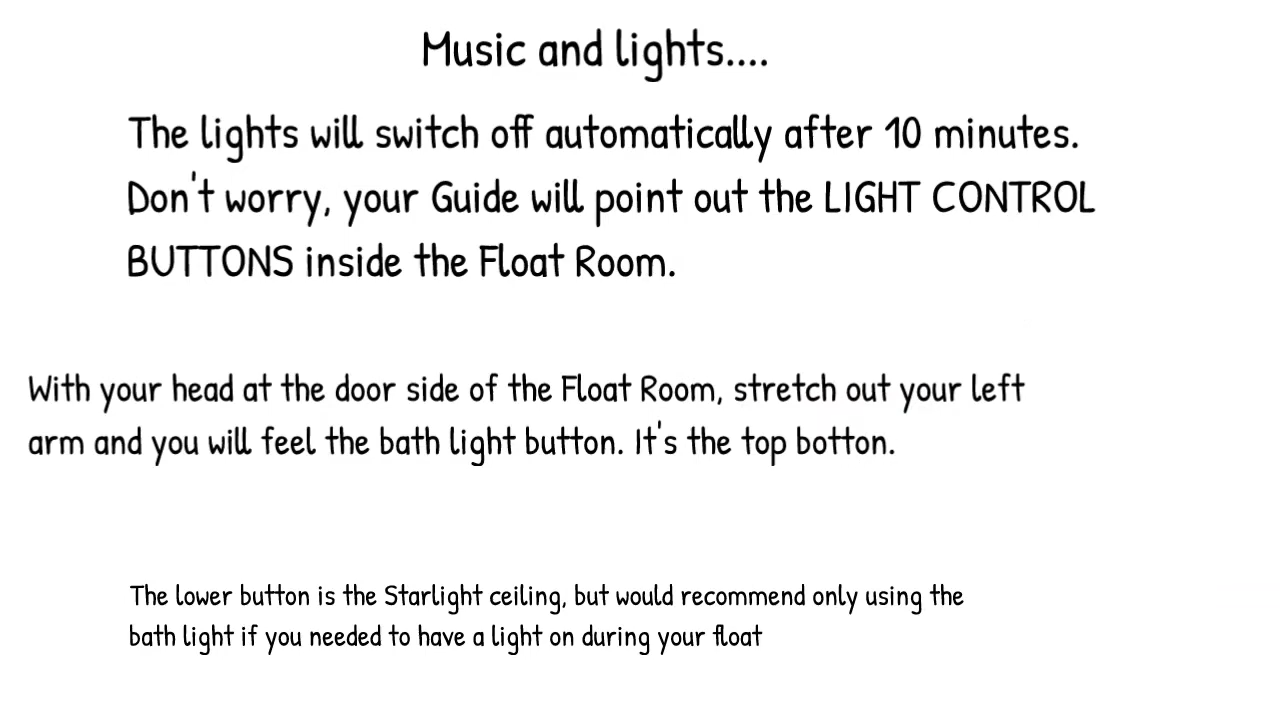 Music and lights....
The lights will switch off automatically after 10 minutes.
Don't worry, your Guide will point out the LIGHT CONTROL
BUTTONS inside the Float Room.
With your head at the door side of the Float Room, stretch out your left
arm and you will feel the bath light button. It's the top botton.
The lower button is the Starlight ceiling, but would recommend only using the
bath light if you needed to have a light on during your float